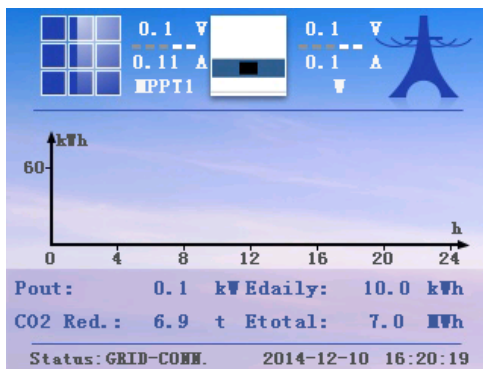 0.1 V 0.1 V
0.11 A 0.1 A
MPPT1 W
kWh
60
h
0 4 8 12 16 20 24
Pout: 0.1 kW Edaily: 10.0 kWh
CO2 Red.: 6.9 t Etotal: 7.0 MWh
Status:GRID-CONN. 2014-12-10 16:20:19